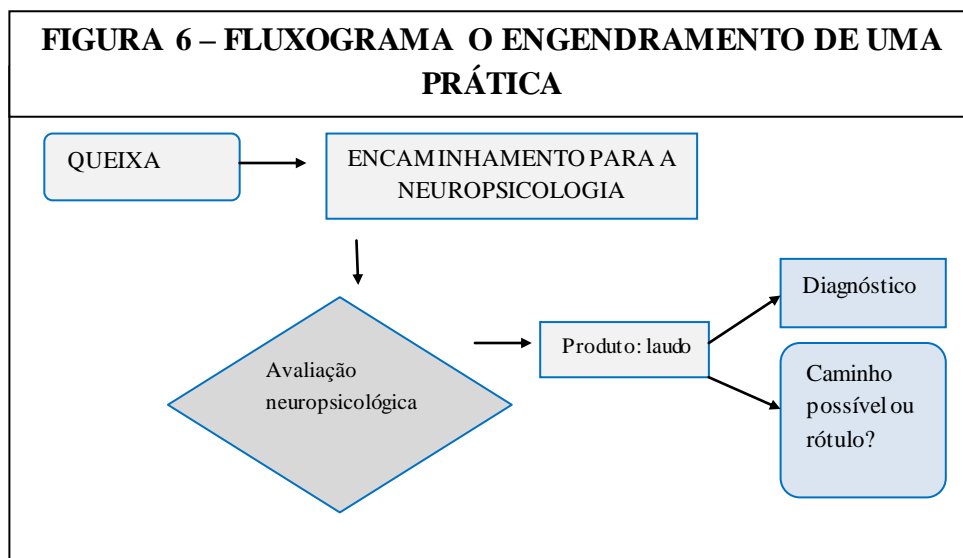 FIGURA 6 – FLUXOGRAMA O ENGENDRAMENTO DE UMA
PRÁTICA
QUEIXA
ENCAMINHAMENTO PARA A
NEUROPSICOLOGIA
Avaliação
neuropsicológica
Produto: laudo
Diagnóstico
Caminho
possível ou
rótulo?